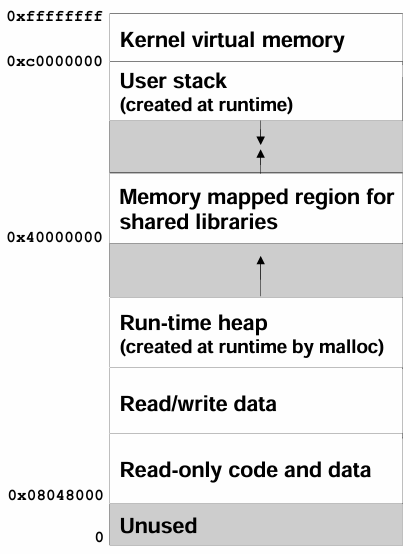 0xffffffff
Kernel virtual memory
0xc0000000
User stack
(created at runtime)
Memory mapped region for
shared libraries
0x40000000
Run-time heap
(created at runtime by malloc)
Read/write data
Read-only code and data
0x08048000
Unused
0